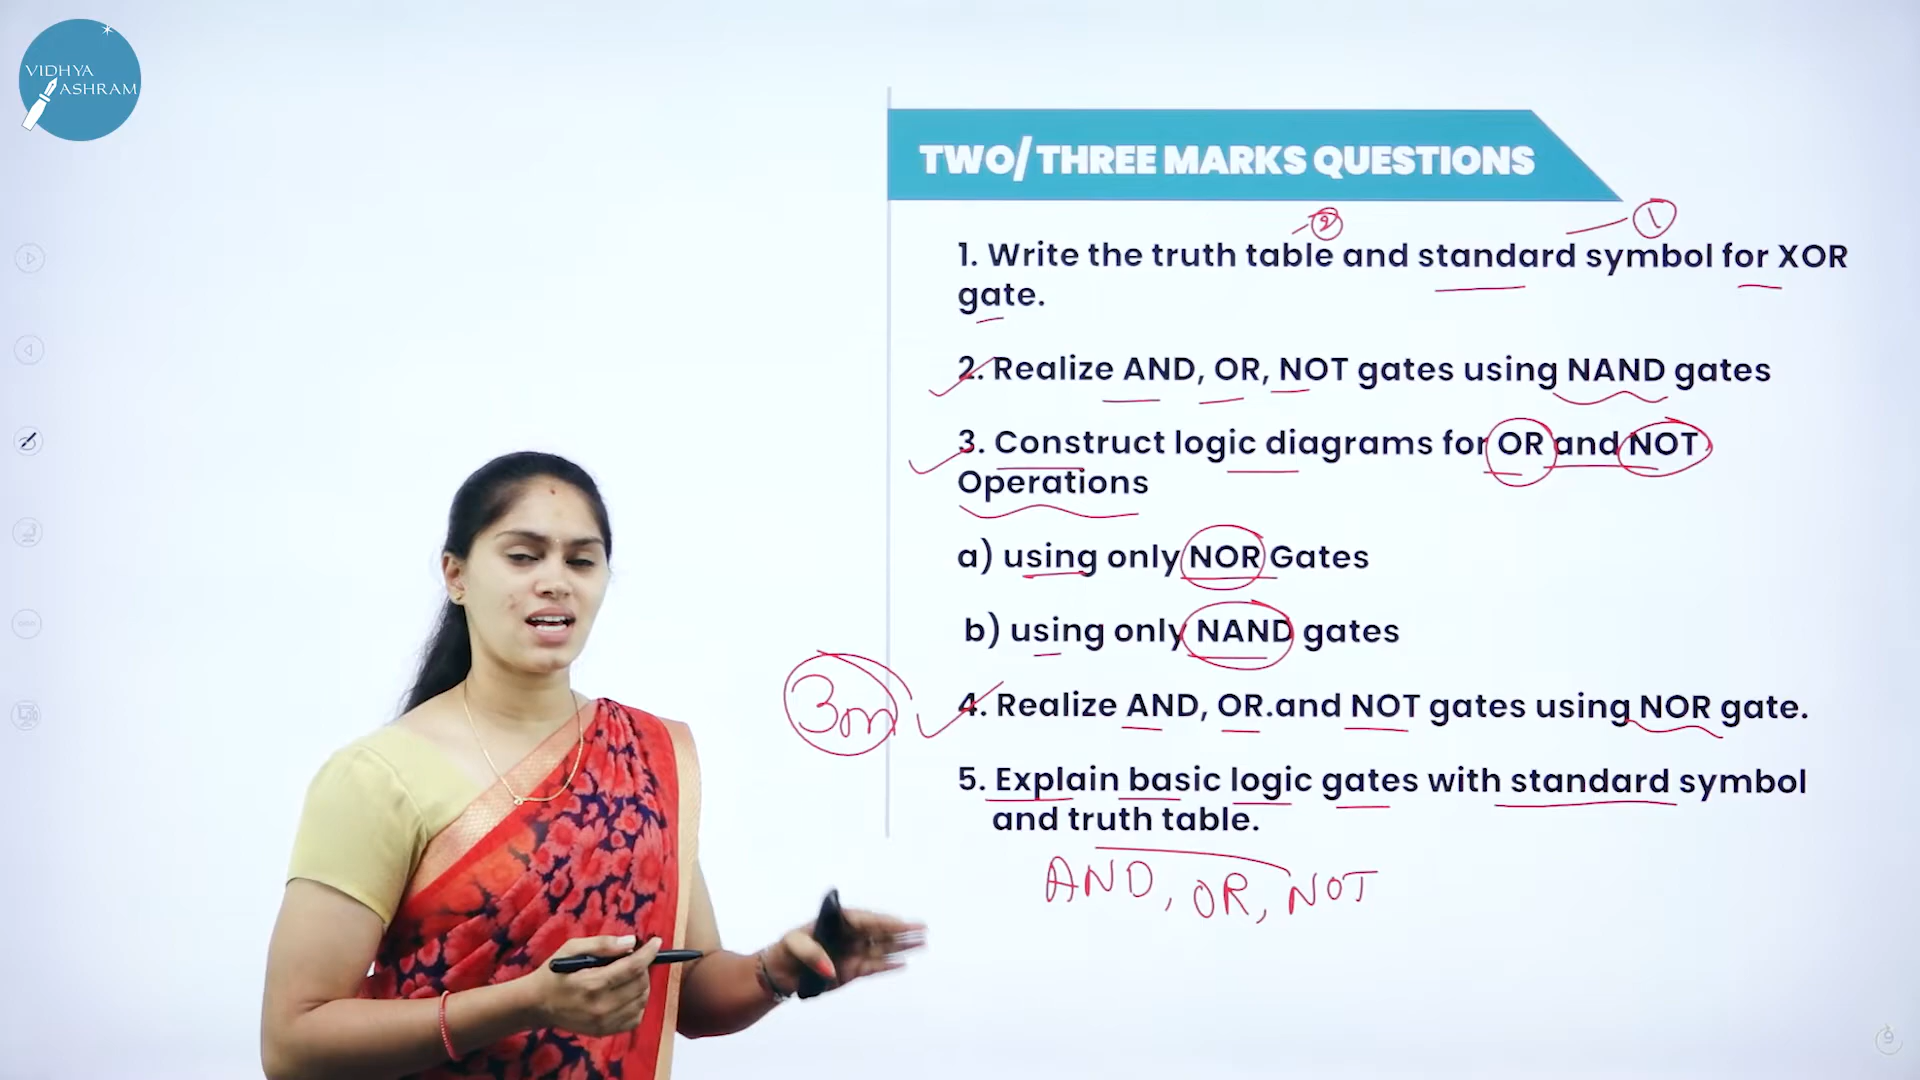 VIDHYA
ASHRAM
TWO/ THREE MARKS QUESTIONS
2
1
1. Write the truth table and standard symbol for XOR
gate.
2. Realize AND, OR, NOT gates using NAND gates
3. Construct logic diagrams for OR and NOT
Operations
a) using only NOR Gates
b) using only NAND gates
3m
4. Realize AND, OR.and NOT gates using NOR gate.
5. Explain basic logic gates with standard symbol
and truth table.
AND, OR, NOT
9